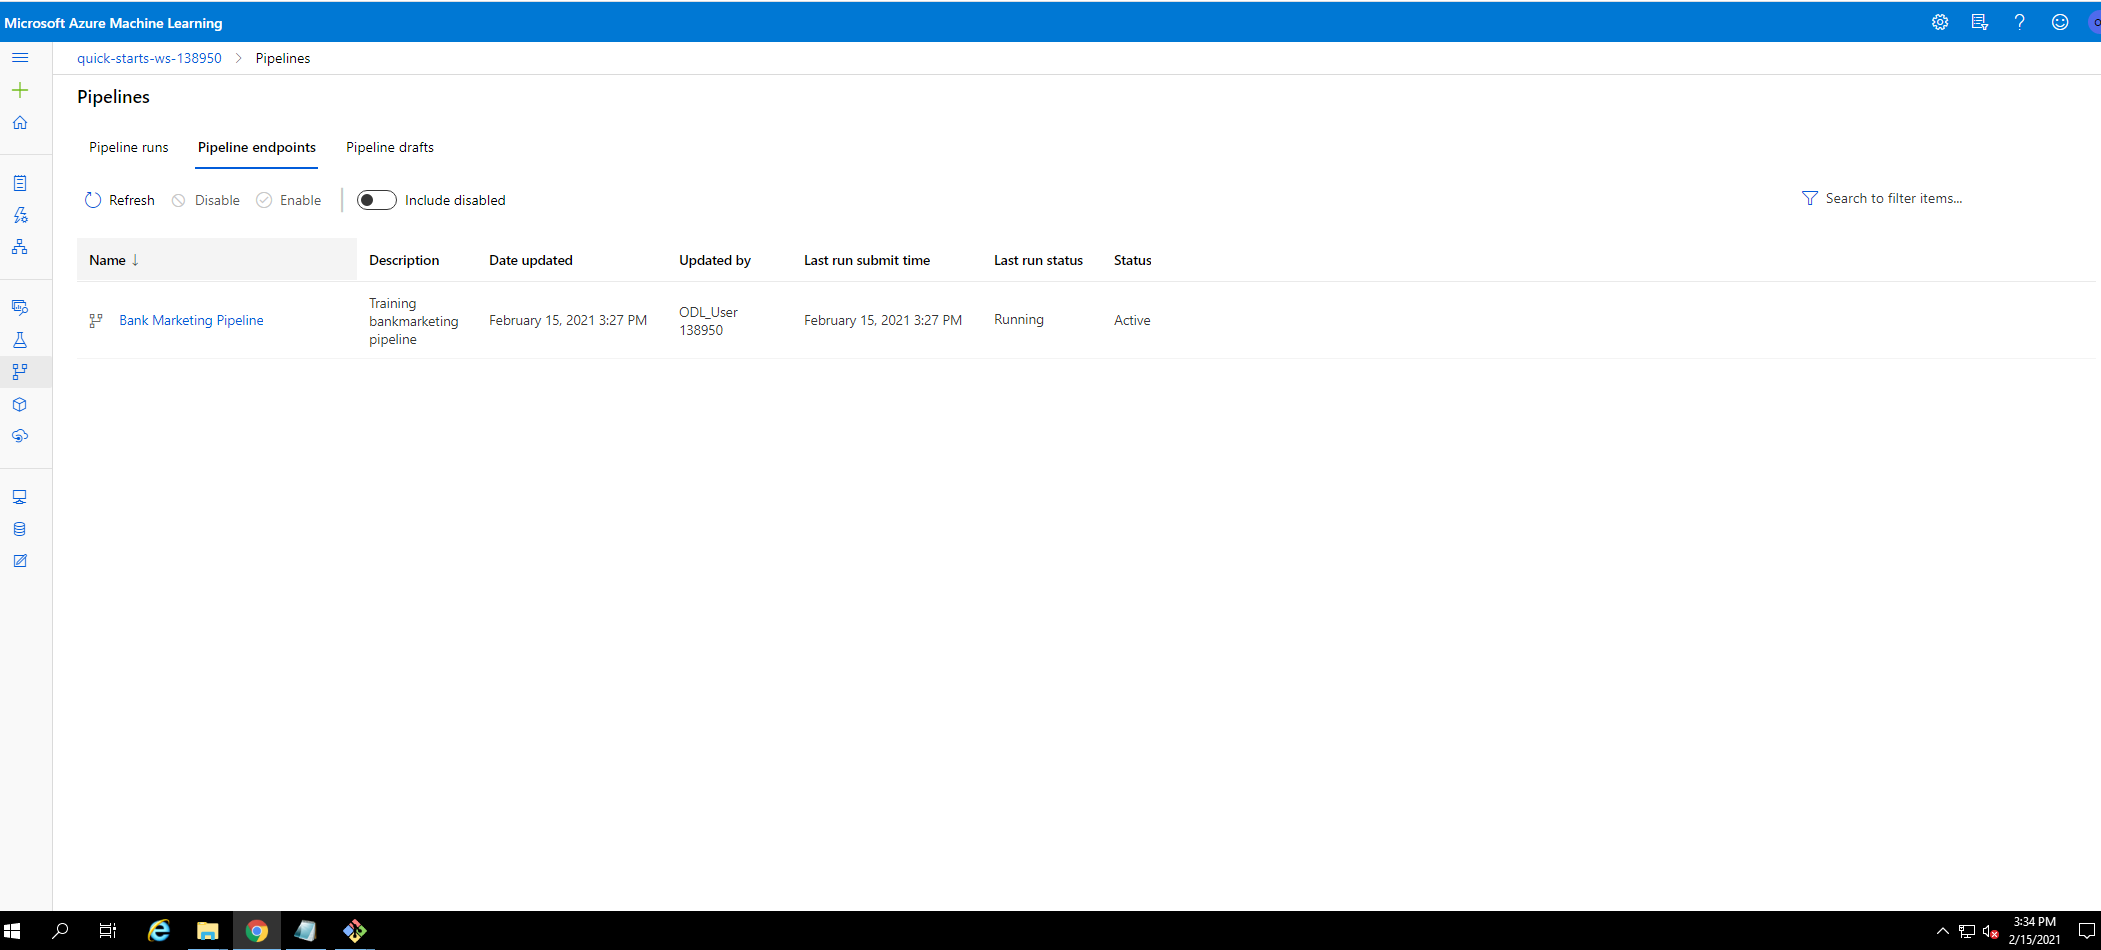 Microsoft Azure Machine Learning
quick-starts-ws-138950 > Pipelines
Pipelines
Pipeline runs Pipeline endpoints Pipeline drafts
Refresh Disable Enable Include disabled Search to filter items...
Name ↓ Description Date updated Updated by Last run submit time Last run status Status
Bank Marketing Pipeline Training bankmarketing pipeline February 15, 2021 3:27 PM ODL_User 138950 February 15, 2021 3:27 PM Running Active
3:34 PM
2/15/2021